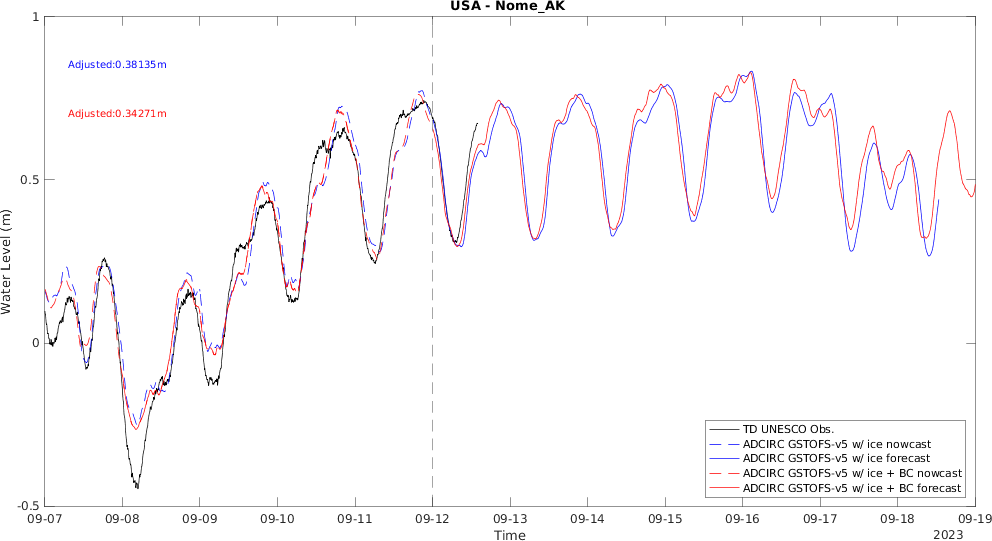 USA - Nome_AK
1
Adjusted:0.38135m
Adjusted:0.34271m
0.5
0
-0.5
Water Level (m)
TD UNESCO Obs.
ADCIRC GSTOFS-v5 w/ ice nowcast
ADCIRC GSTOFS-v5 w/ ice forecast
ADCIRC GSTOFS-v5 w/ ice + BC nowcast
ADCIRC GSTOFS-v5 w/ ice + BC forecast
09-07 09-08 09-09 09-10 09-11 09-12 09-13 09-14 09-15 09-16 09-17 09-18 09-19
Time
2023